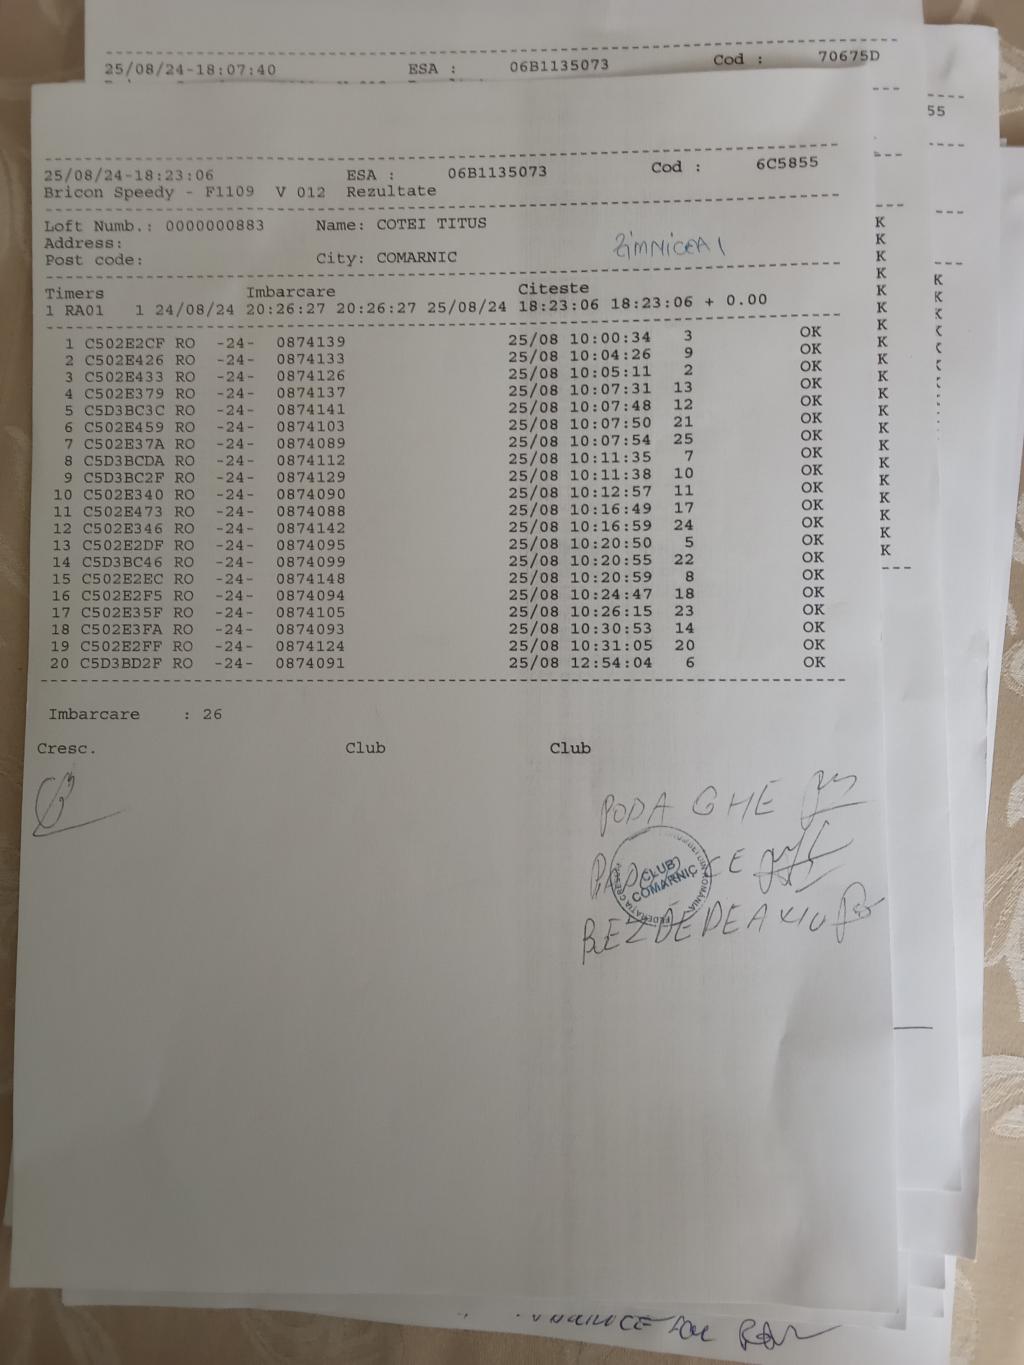 25/08/24-18:07:40 ESA : 06B1135073 Cod : 70675D
55
25/08/24-18:23:06 ESA : 06B1135073 Cod : 6C5855
Bricon Speedy - F1109 V 012 Rezultate
Loft Numb.: 0000000883 Name: COTEI TITUS
Address:
ZIMNICEA 1
Post code: City: COMARNIC
Timers Imbarcare Citeste
1 RA01 1 24/08/24 20:26:27 20:26:27 25/08/24 18:23:06 18:23:06 + 0.00
1 C502E2CF RO -24- 0874139 25/08 10:00:34 3 OK
2 C502E426 RO -24- 0874133 25/08 10:04:26 9 OK
3 C502E433 RO -24- 0874126 25/08 10:05:11 2 OK
4 C502E379 RO -24- 0874137 25/08 10:07:31 13 OK
5 C5D3BC3C RO -24- 0874141 25/08 10:07:48 12 OK
6 C502E459 RO -24- 0874103 25/08 10:07:50 21 OK
7 C502E37A RO -24- 0874089 25/08 10:07:54 25 OK
8 C5D3BCDA RO -24- 0874112 25/08 10:11:35 7 OK
9 C5D3BC2F RO -24- 0874129 25/08 10:11:38 10 OK
10 C502E340 RO -24- 0874090 25/08 10:12:57 11 OK
11 C502E473 RO -24- 0874088 25/08 10:16:49 17 OK
12 C502E346 RO -24- 0874142 25/08 10:16:59 24 OK
13 C502E2DF RO -24- 0874095 25/08 10:20:50 5 OK
14 C5D3BC46 RO -24- 0874099 25/08 10:20:55 22 OK
15 C502E2EC RO -24- 0874148 25/08 10:20:59 8 OK
16 C502E2F5 RO -24- 0874094 25/08 10:24:47 18 OK
17 C502E35F RO -24- 0874105 25/08 10:26:15 23 OK
18 C502E3FA RO -24- 0874093 25/08 10:30:53 14 OK
19 C502E2FF RO -24- 0874124 25/08 10:31:05 20 OK
20 C5D3BD2F RO -24- 0874091 25/08 12:54:04 6 OK
Imbarcare : 26
Cresc. Club Club
PODA GHE
CLUB
COMARNIC